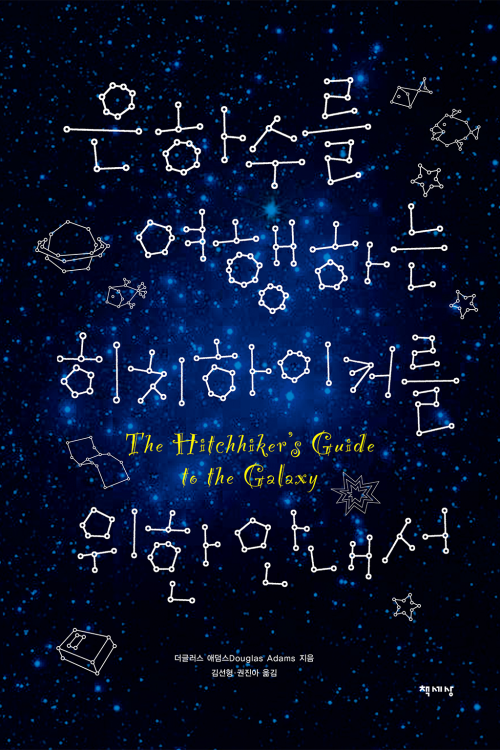 은하수를
여행하는
히치하이커를
The Hitchhiker's Guide
to the Galaxy
위한 안내서
더글러스 애덤스Douglas Adams 지음
김선형·권진아 옮김
책세상